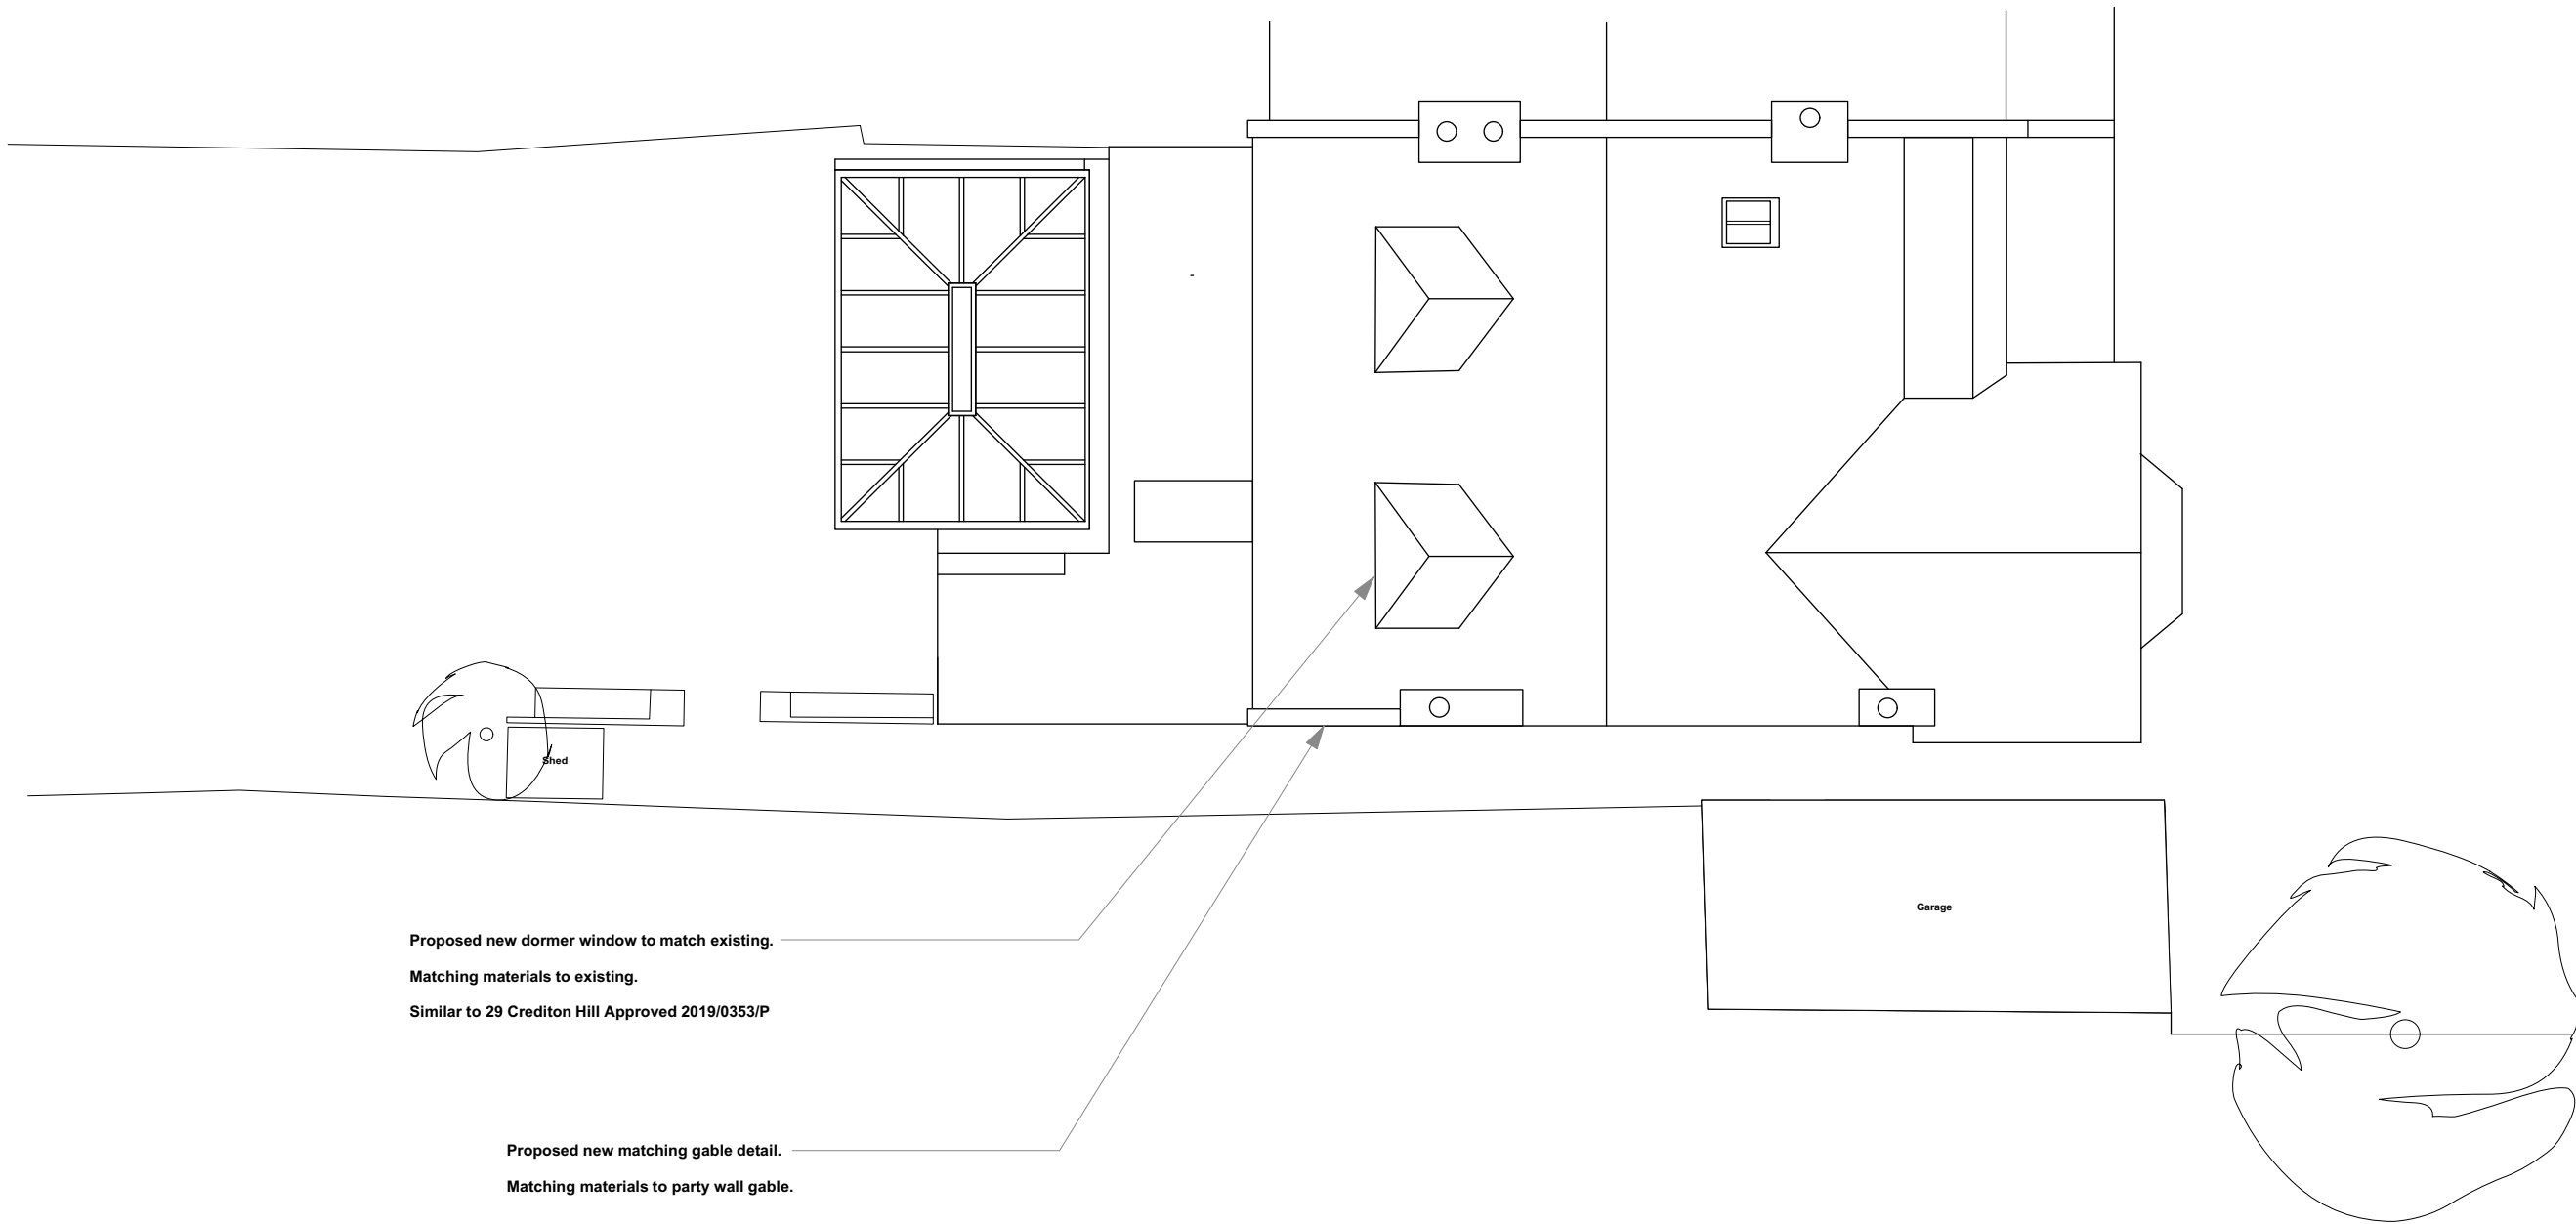 Shed
Garage
Proposed new dormer window to match existing.
Matching materials to existing.
Similar to 29 Crediton Hill Approved 2019/0353/P
Proposed new matching gable detail.
Matching materials to party wall gable.